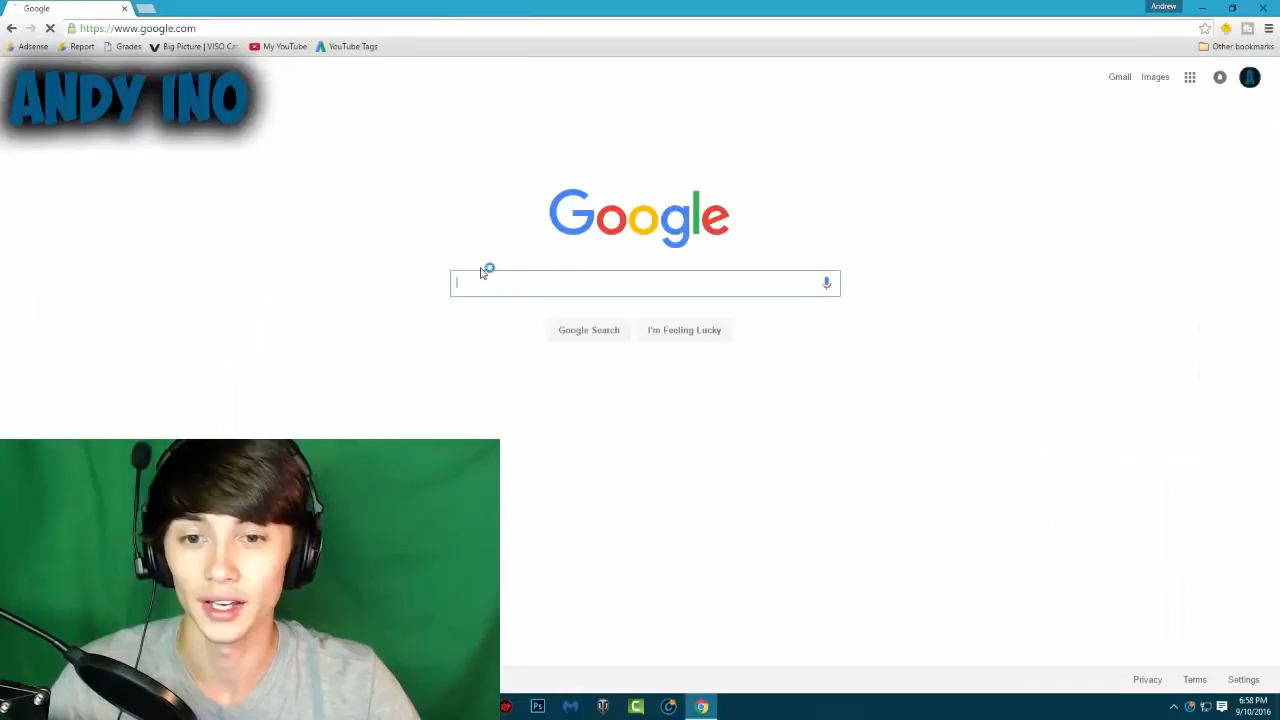 Google
Andrew
https://www.google.com
Adsense
Report
Grades
Big Picture | VISO Ca
My YouTube
YouTube Tags
Other bookmarks
ANDY INO
Gmail
Images
A
Google
Google Search
I'm Feeling Lucky
Privacy
Terms
Settings
Ps
6:58 PM
9/10/2016